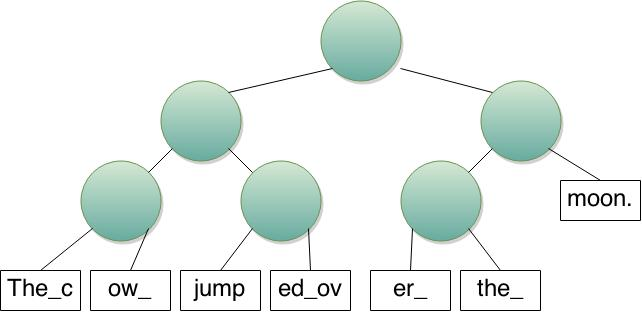 The_c
ow_
jump
ed_ov
er_
the_
moon.